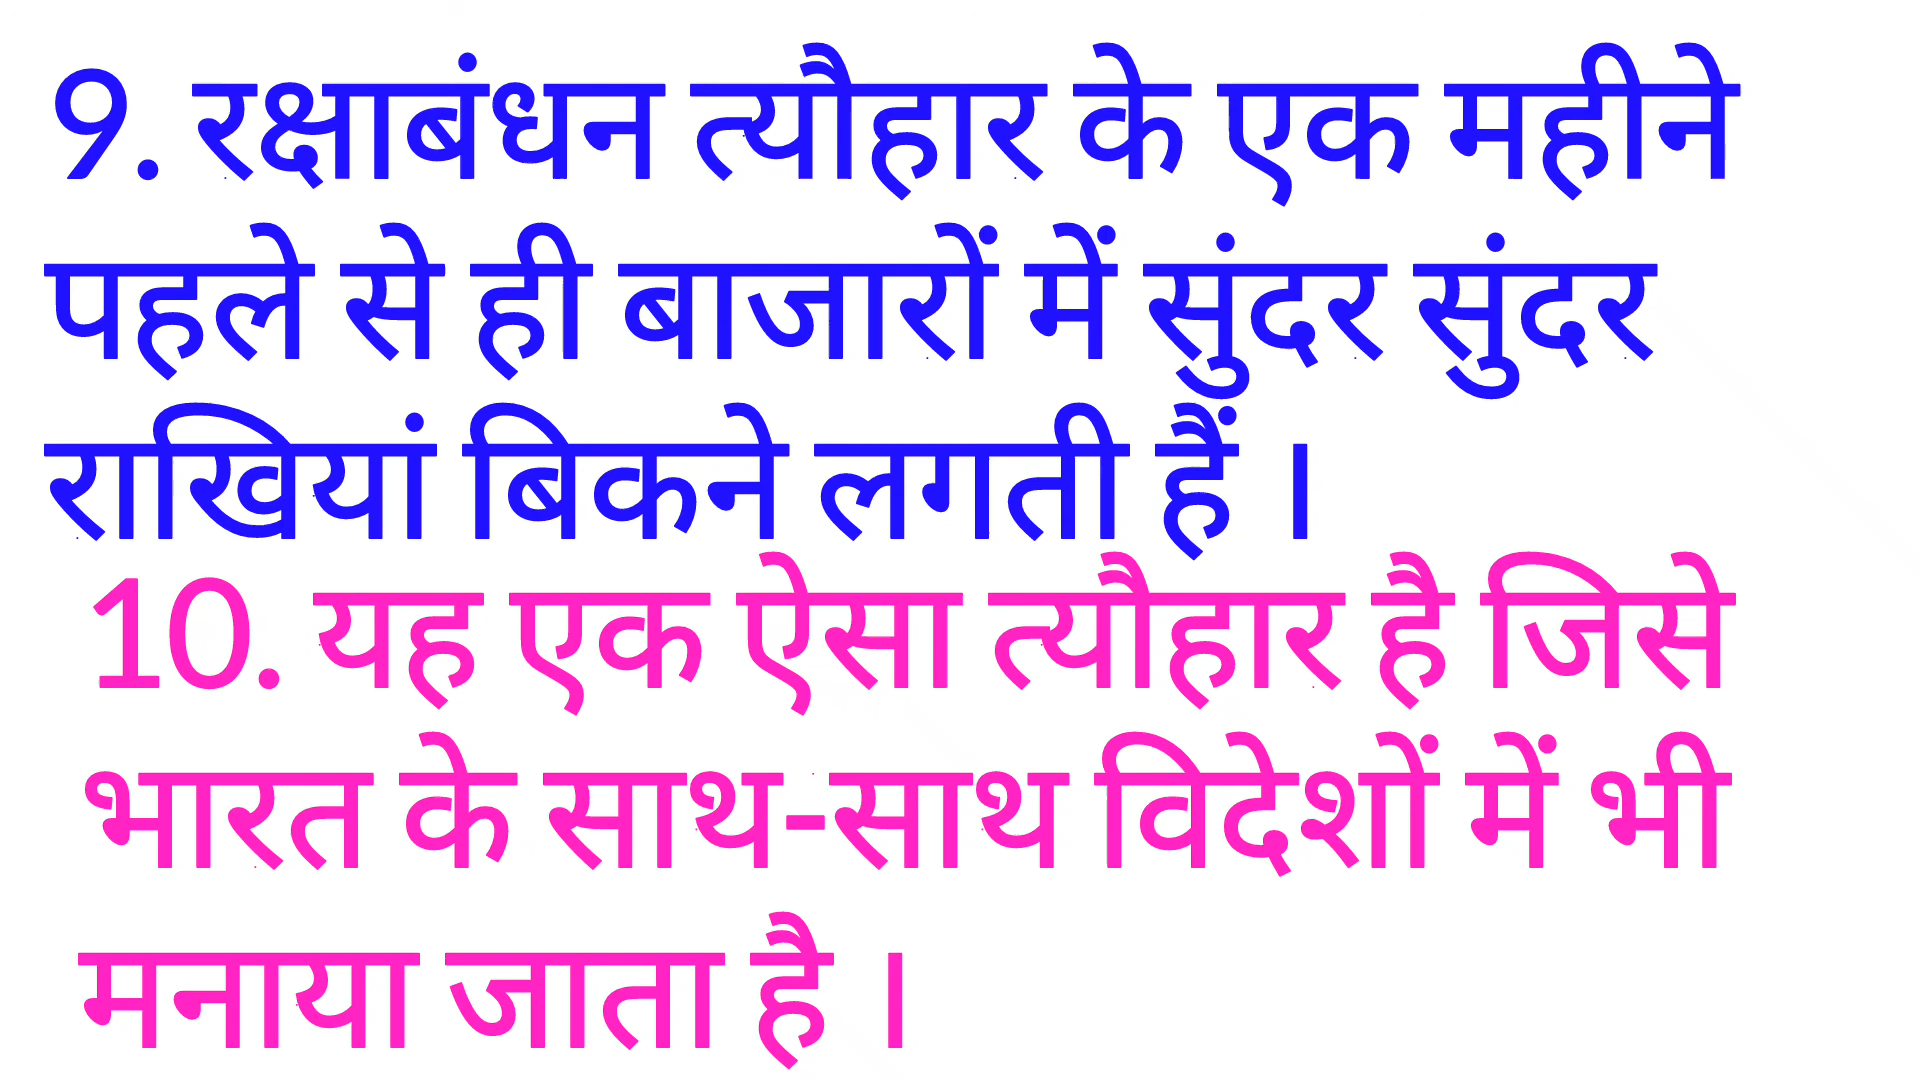 9. रक्षाबंधन त्यौहार के एक महीने
पहले से ही बाजारों में सुंदर सुंदर
राखियां बिकने लगती हैं ।
10. यह एक ऐसा त्यौहार है जिसे
भारत के साथ-साथ विदेशों में भी
मनाया जाता है ।